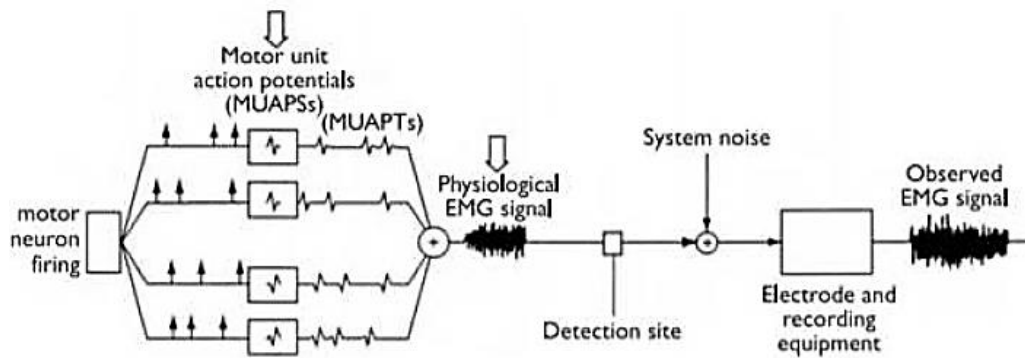 Motor unit
action potentials
(MUAPSs)
(MUAPTs)
System noise
Physiological
EMG signal
Observed
EMG signal
motor
neuron
firing
+
+
Detection site
Electrode and
recording
equipment